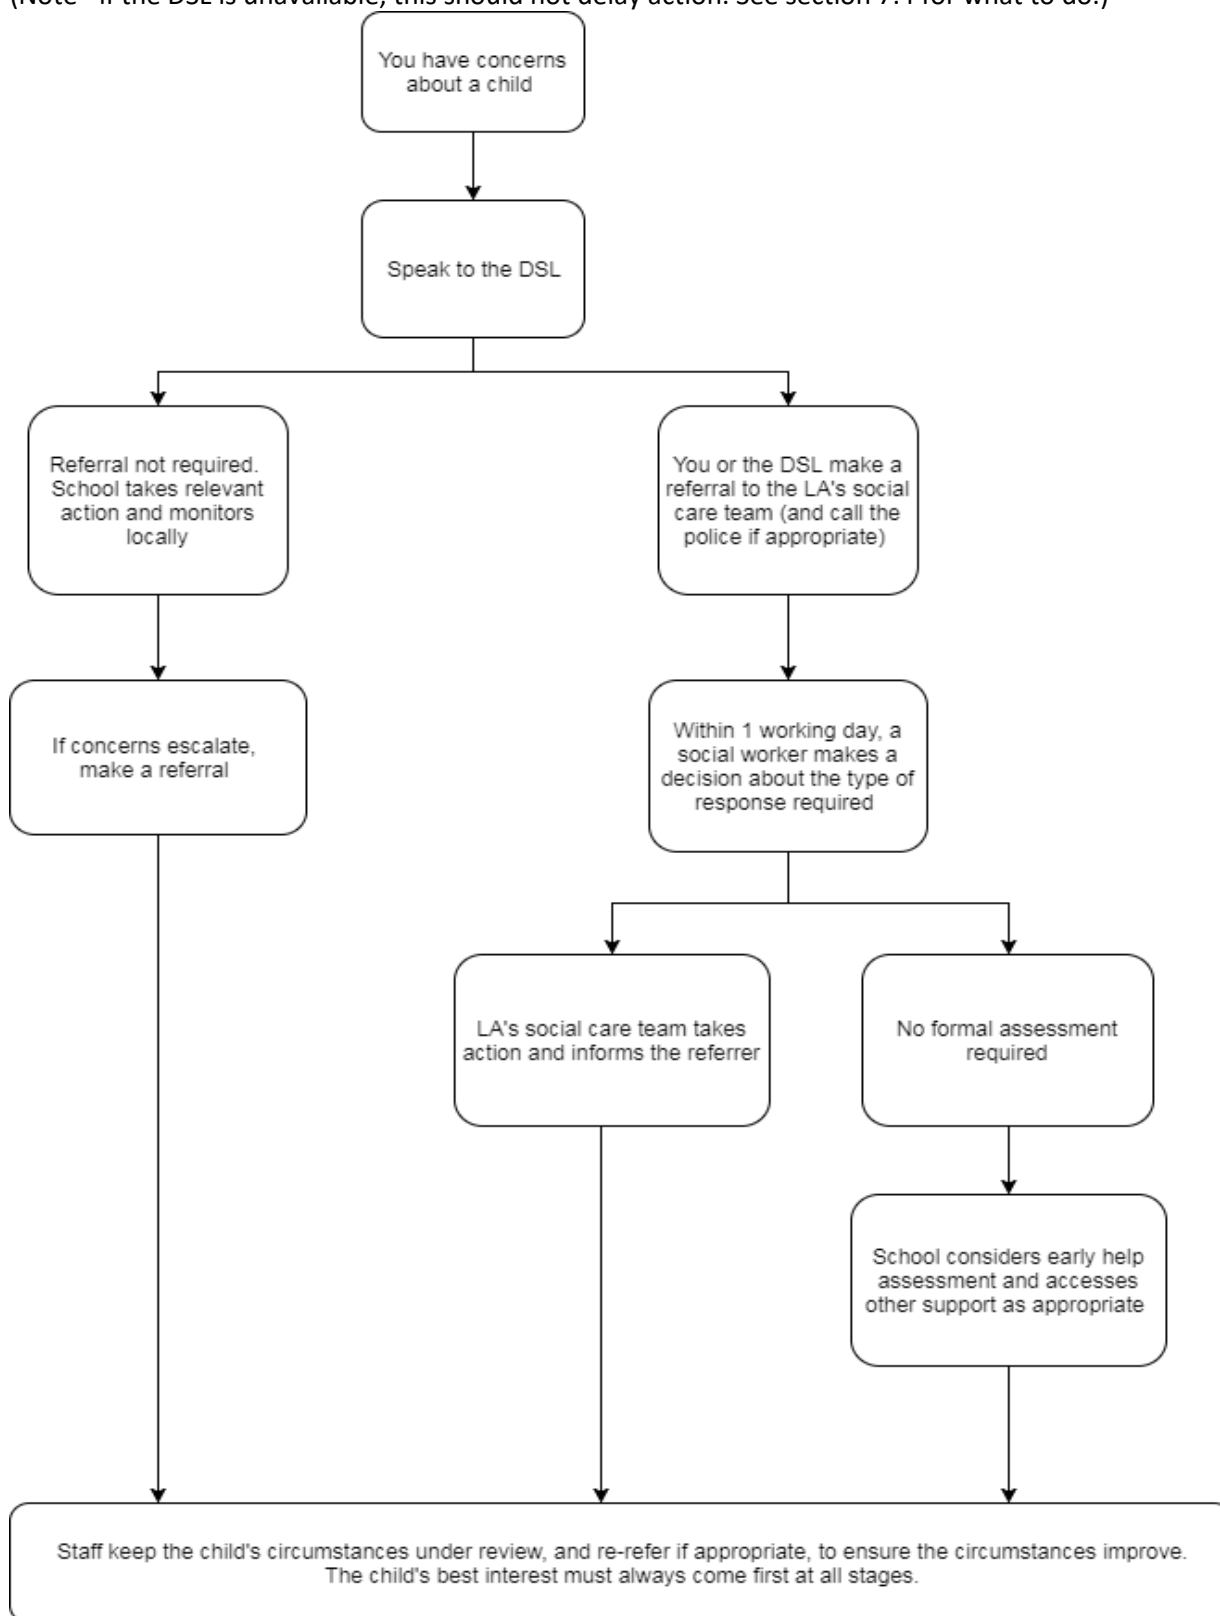 (Note - if the DSL is unavailable, this should not delay action. See section 7.4 for what to do.)
You have concerns
about a child
Speak to the DSL
Referral not required.
School takes relevant
action and monitors
locally
You or the DSL make a
referral to the LA's social
care team (and call the
police if appropriate)
If concerns escalate,
make a referral
Within 1 working day, a
social worker makes a
decision about the type of
response required
LA's social care team takes
action and informs the referrer
No formal assessment
required
School considers early help
assessment and accesses
other support as appropriate
Staff keep the child's circumstances under review, and re-refer if appropriate, to ensure the circumstances improve.
The child's best interest must always come first at all stages.